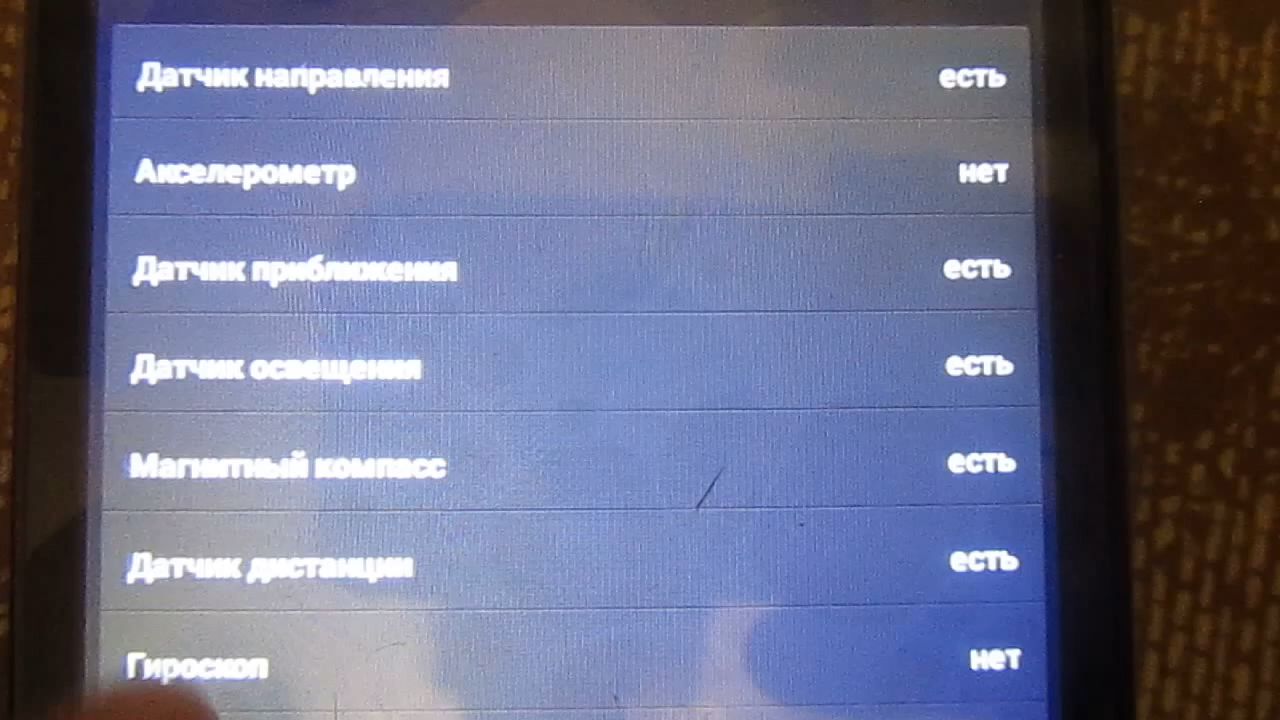 Датчик направления есть
Акселерометр нет
Датчик приближения есть
Датчик освещения есть
Магнитный компасс есть
Датчик дистанции есть
Гироскоп нет